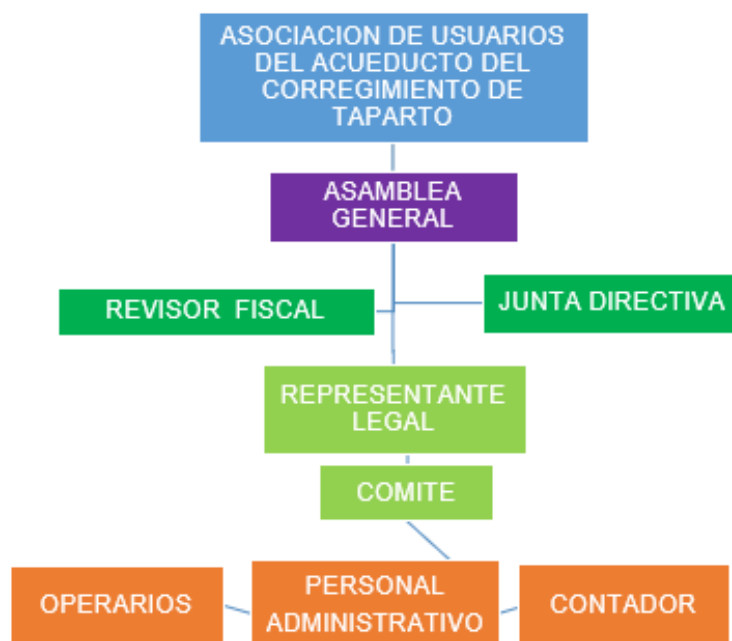 ASOCIACION DE USUARIOS
DEL ACUEDUCTO DEL
CORREGIMIENTO DE
TAPARTO
ASAMBLEA
GENERAL
REVISOR FISCAL
JUNTA DIRECTIVA
REPRESENTANTE
LEGAL
COMITE
OPERARIOS
PERSONAL
ADMINISTRATIVO
CONTADOR